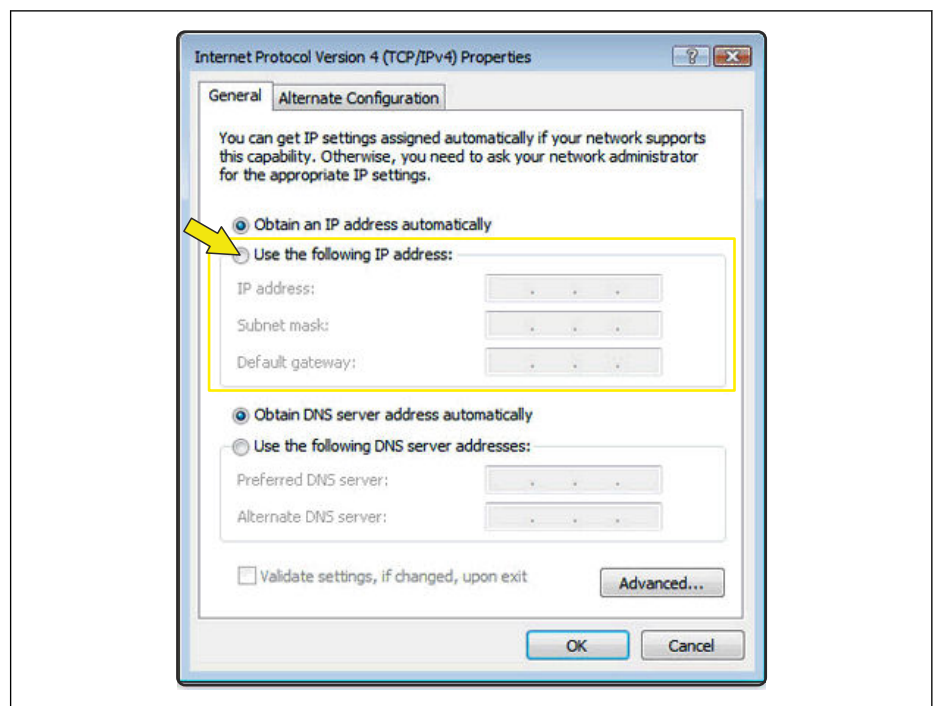 Internet Protocol Version 4 (TCP/IPv4) Properties
General
Alternate Configuration
You can get IP settings assigned automatically if your network supports
this capability. Otherwise, you need to ask your network administrator
for the appropriate IP settings.
Obtain an IP address automatically
Use the following IP address:
IP address:
Subnet mask:
Default gateway:
Obtain DNS server address automatically
Use the following DNS server addresses:
Preferred DNS server:
Alternate DNS server:
Validate settings, if changed, upon exit
Advanced...
OK
Cancel